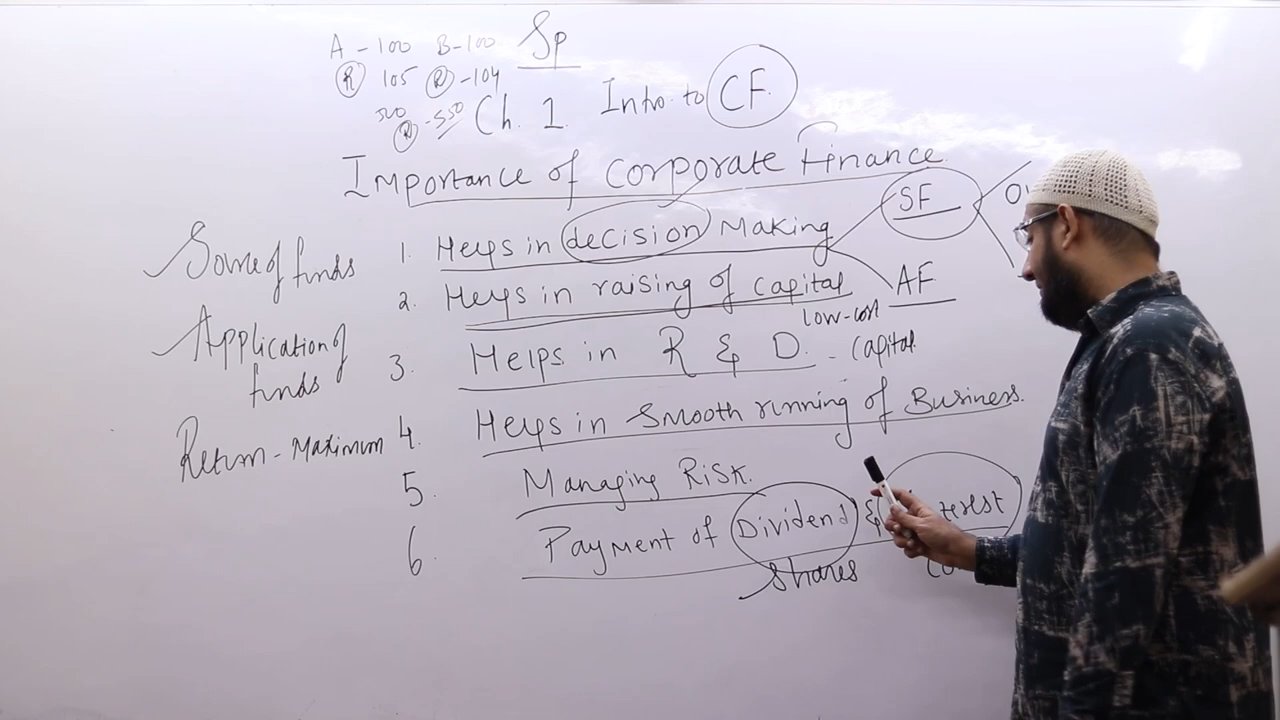 A - 100 B - 100 Sp
R 105 R - 104
500 R - 550 Ch. 1 Intro to CF.
Importance of Corporate Finance
1. Helps in decision Making
SF
AF
2. Helps in raising of capital
3. Helps in R & D. - low-cost capital
4. Helps in smooth running of Business.
5. Managing Risk.
6. Payment of Dividend &
shares
Source of funds
Application of
funds
Return - Maximum